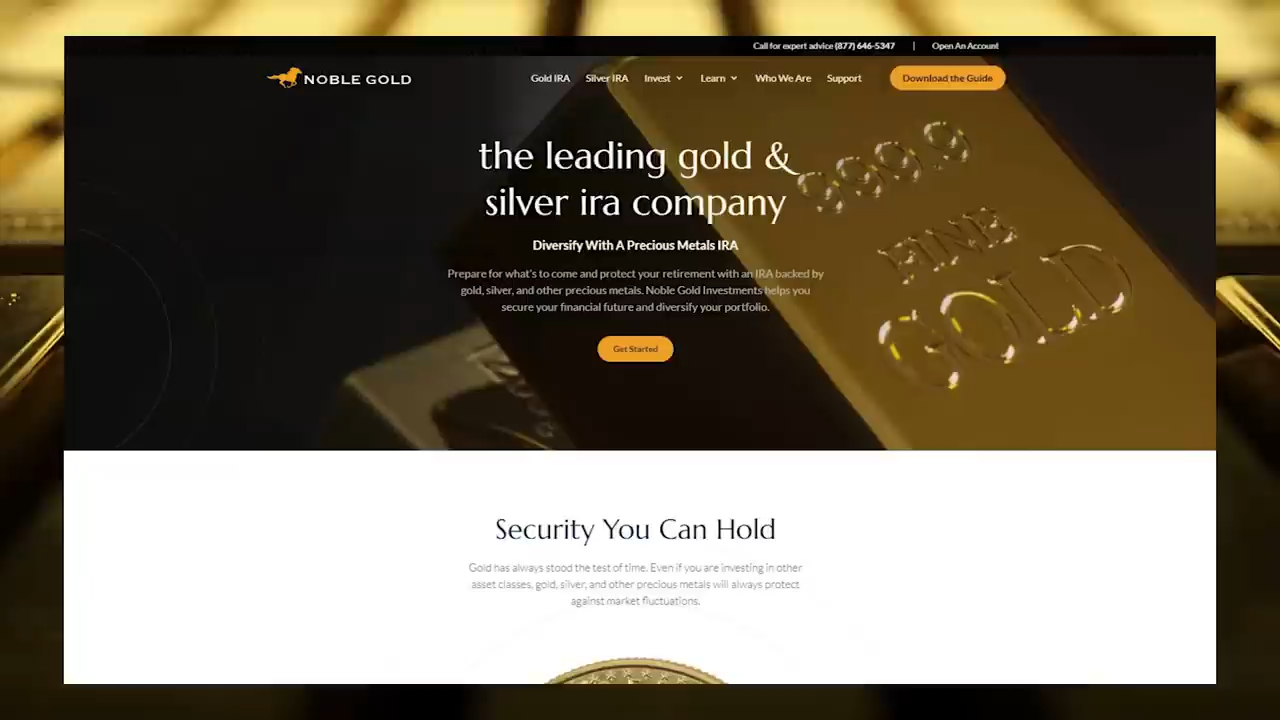 Call for expert advice (877) 646-5347 | Open An Account
NOBLE GOLD Gold IRA Silver IRA Invest Learn Who We Are Support Download the Guide
the leading gold &
silver ira company
999.9
FINE
GOLD
Diversify With A Precious Metals IRA
Prepare for what's to come and protect your retirement with an IRA backed by
gold, silver, and other precious metals. Noble Gold Investments helps you
secure your financial future and diversify your portfolio.
Get Started
Security You Can Hold
Gold has always stood the test of time. Even if you are investing in other
asset classes, gold, silver, and other precious metals will always protect
against market fluctuations.